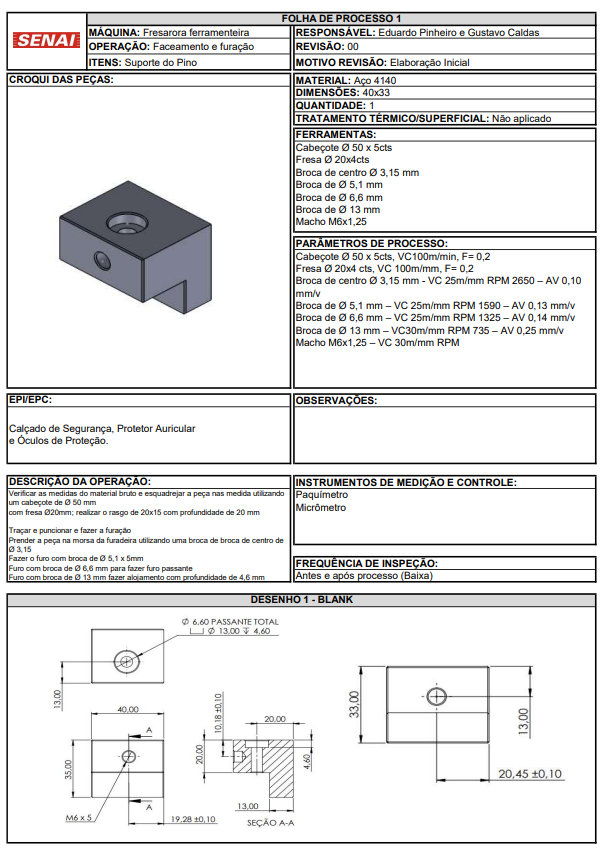 FOLHA DE PROCESSO 1
SENAI
MÁQUINA: Fresarora ferramenteira
RESPONSÁVEL: Eduardo Pinheiro e Gustavo Caldas
OPERAÇÃO: Faceamento e furação
REVISÃO: 00
ITENS: Suporte do Pino
MOTIVO REVISÃO: Elaboração Inicial
CROQUI DAS PEÇAS:
MATERIAL: Aço 4140
DIMENSÕES: 40x33
QUANTIDADE: 1
TRATAMENTO TÉRMICO/SUPERFICIAL: Não aplicado
FERRAMENTAS:
Cabeçote Ø 50 x 5cts
Fresa Ø 20x4cts
Broca de centro Ø 3,15 mm
Broca de Ø 5,1 mm
Broca de Ø 6,6 mm
Broca de Ø 13 mm
Macho M6x1,25
PARÂMETROS DE PROCESSO:
Cabeçote Ø 50 x 5cts, VC100m/min, F= 0,2
Fresa Ø 20x4 cts, VC 100m/mm, F= 0,2
Broca de centro Ø 3,15 mm - VC 25m/mm RPM 2650 – AV 0,10
mm/v
Broca de Ø 5,1 mm – VC 25m/mm RPM 1590 – AV 0,13 mm/v
Broca de Ø 6,6 mm – VC 25m/mm RPM 1325 – AV 0,14 mm/v
Broca de Ø 13 mm – VC30m/mm RPM 735 – AV 0,25 mm/v
Macho M6x1,25 – VC 30m/mm RPM
EPI/EPC:
Calçado de Segurança, Protetor Auricular
e Óculos de Proteção.
OBSERVAÇÕES:
DESCRIÇÃO DA OPERAÇÃO:
Verificar as medidas do material bruto e esquadrejar a peça nas medida utilizando
um cabeçote de Ø 50 mm
com fresa Ø20mm; realizar o rasgo de 20x15 com profundidade de 20 mm
Traçar e puncionar e fazer a furação
Prender a peça na morsa da furadeira utilizando uma broca de broca de centro de
Ø 3,15
Fazer o furo com broca de Ø 5,1 x 5mm
Furo com broca de Ø 6,6 mm para fazer furo passante
Furo com broca de Ø 13 mm fazer alojamento com profundidade de 4,6 mm
INSTRUMENTOS DE MEDIÇÃO E CONTROLE:
Paquímetro
Micrômetro
FREQUÊNCIA DE INSPEÇÃO:
Antes e após processo (Baixa)
DESENHO 1 - BLANK
Ø 6,60 PASSANTE TOTAL
⌴ Ø 13,00 ↧ 4,60
13,00
40,00
A
35,00
M6 x 5
A
19,28 ±0,10
10,18 ±0,10
20,00
20,00
4,60
13,00
SEÇÃO A-A
33,00
13,00
20,45 ±0,10